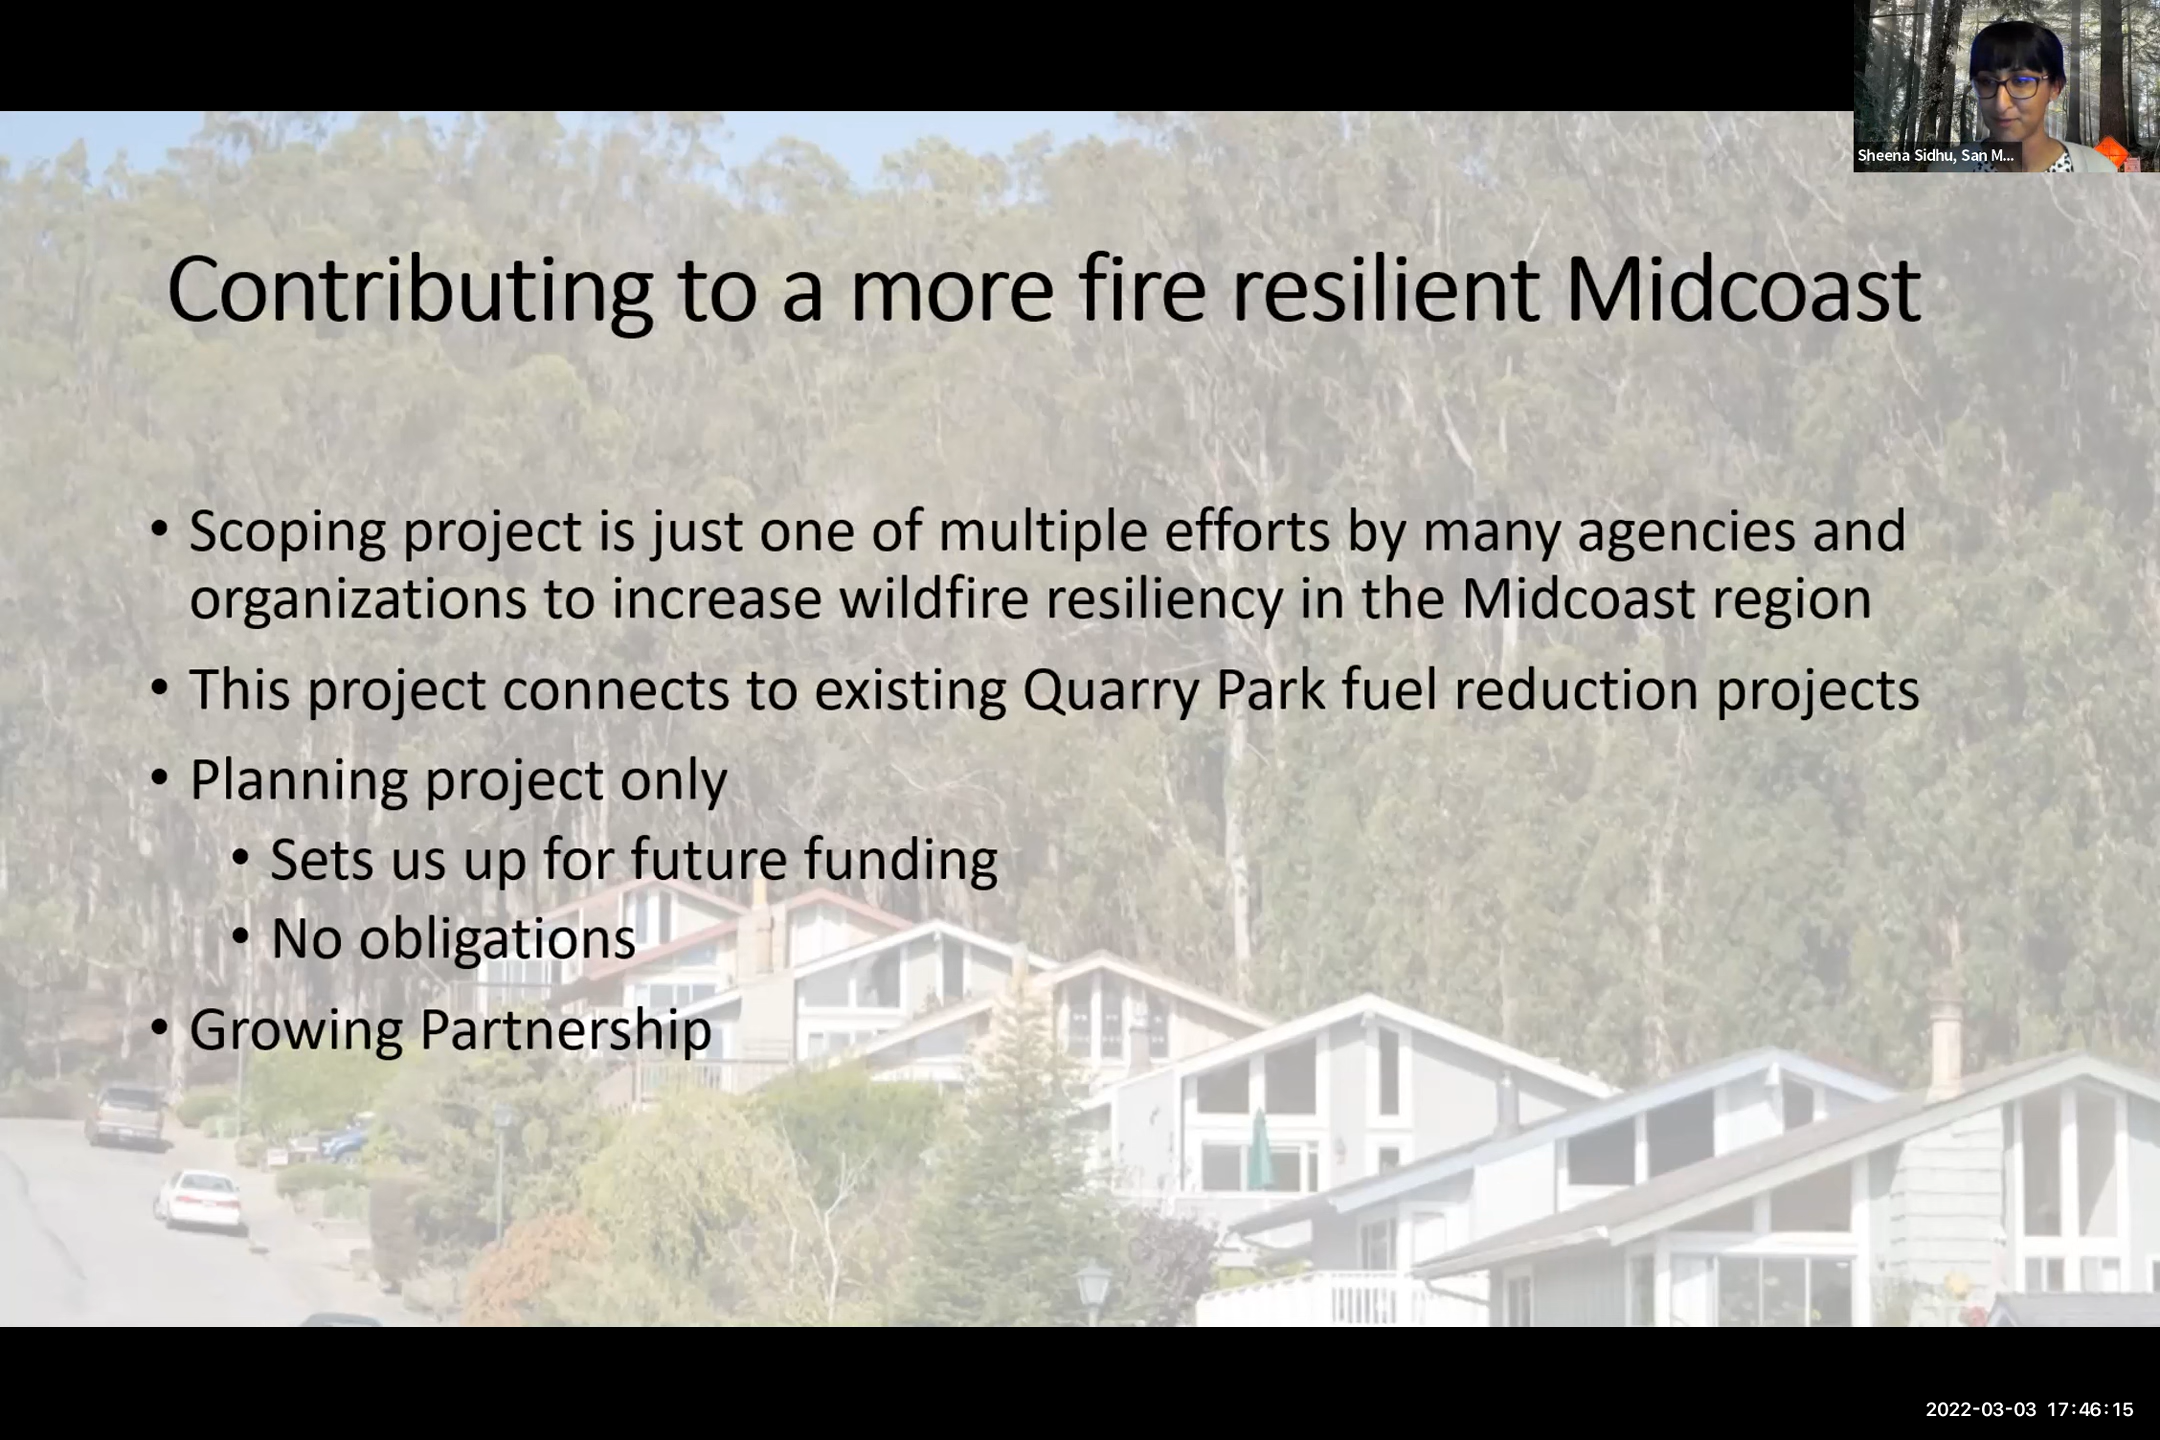 Sheena Sidhu, San M...
Contributing to a more fire resilient Midcoast
• Scoping project is just one of multiple efforts by many agencies and
organizations to increase wildfire resiliency in the Midcoast region
• This project connects to existing Quarry Park fuel reduction projects
• Planning project only
• Sets us up for future funding
• No obligations
• Growing Partnership
2022-03-03 17:46:15